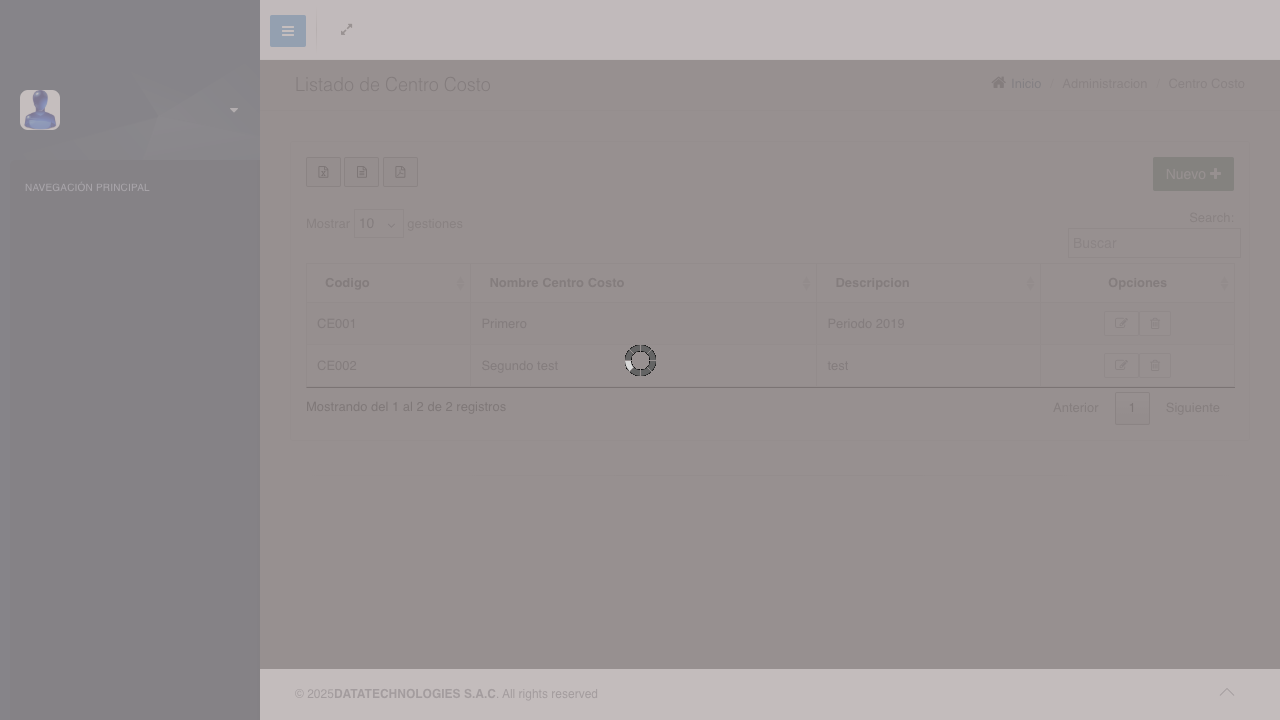 Listado de Centro Costo
Inicio / Administracion / Centro Costo
NAVEGACIÓN PRINCIPAL
Nuevo
Mostrar 10 gestiones
Search:
Buscar
Codigo Nombre Centro Costo Descripcion Opciones
CE001 Primero Periodo 2019
CE002 Segundo test test
Mostrando del 1 al 2 de 2 registros
Anterior 1 Siguiente
© 2025DATATECHNOLOGIES S.A.C. All rights reserved